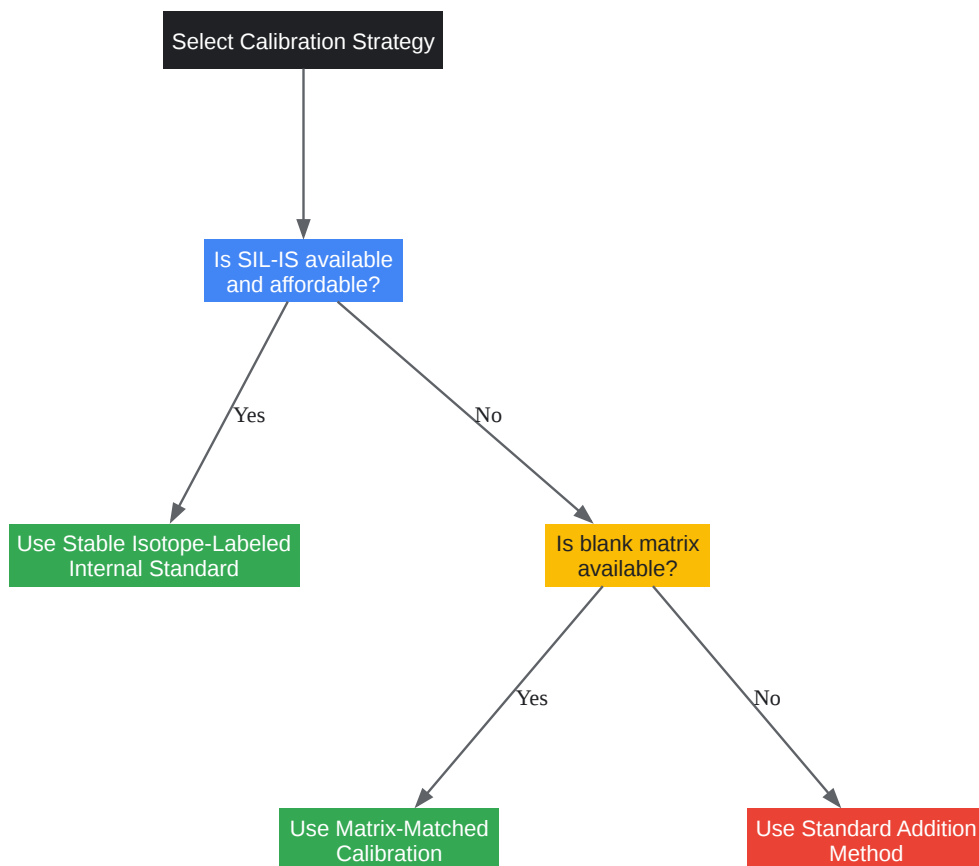 Select Calibration Strategy
Is SIL-IS available
and affordable?
Yes
No
Use Stable Isotope-Labeled
Internal Standard
Is blank matrix
available?
Yes
No
Use Matrix-Matched
Calibration
Use Standard Addition
Method